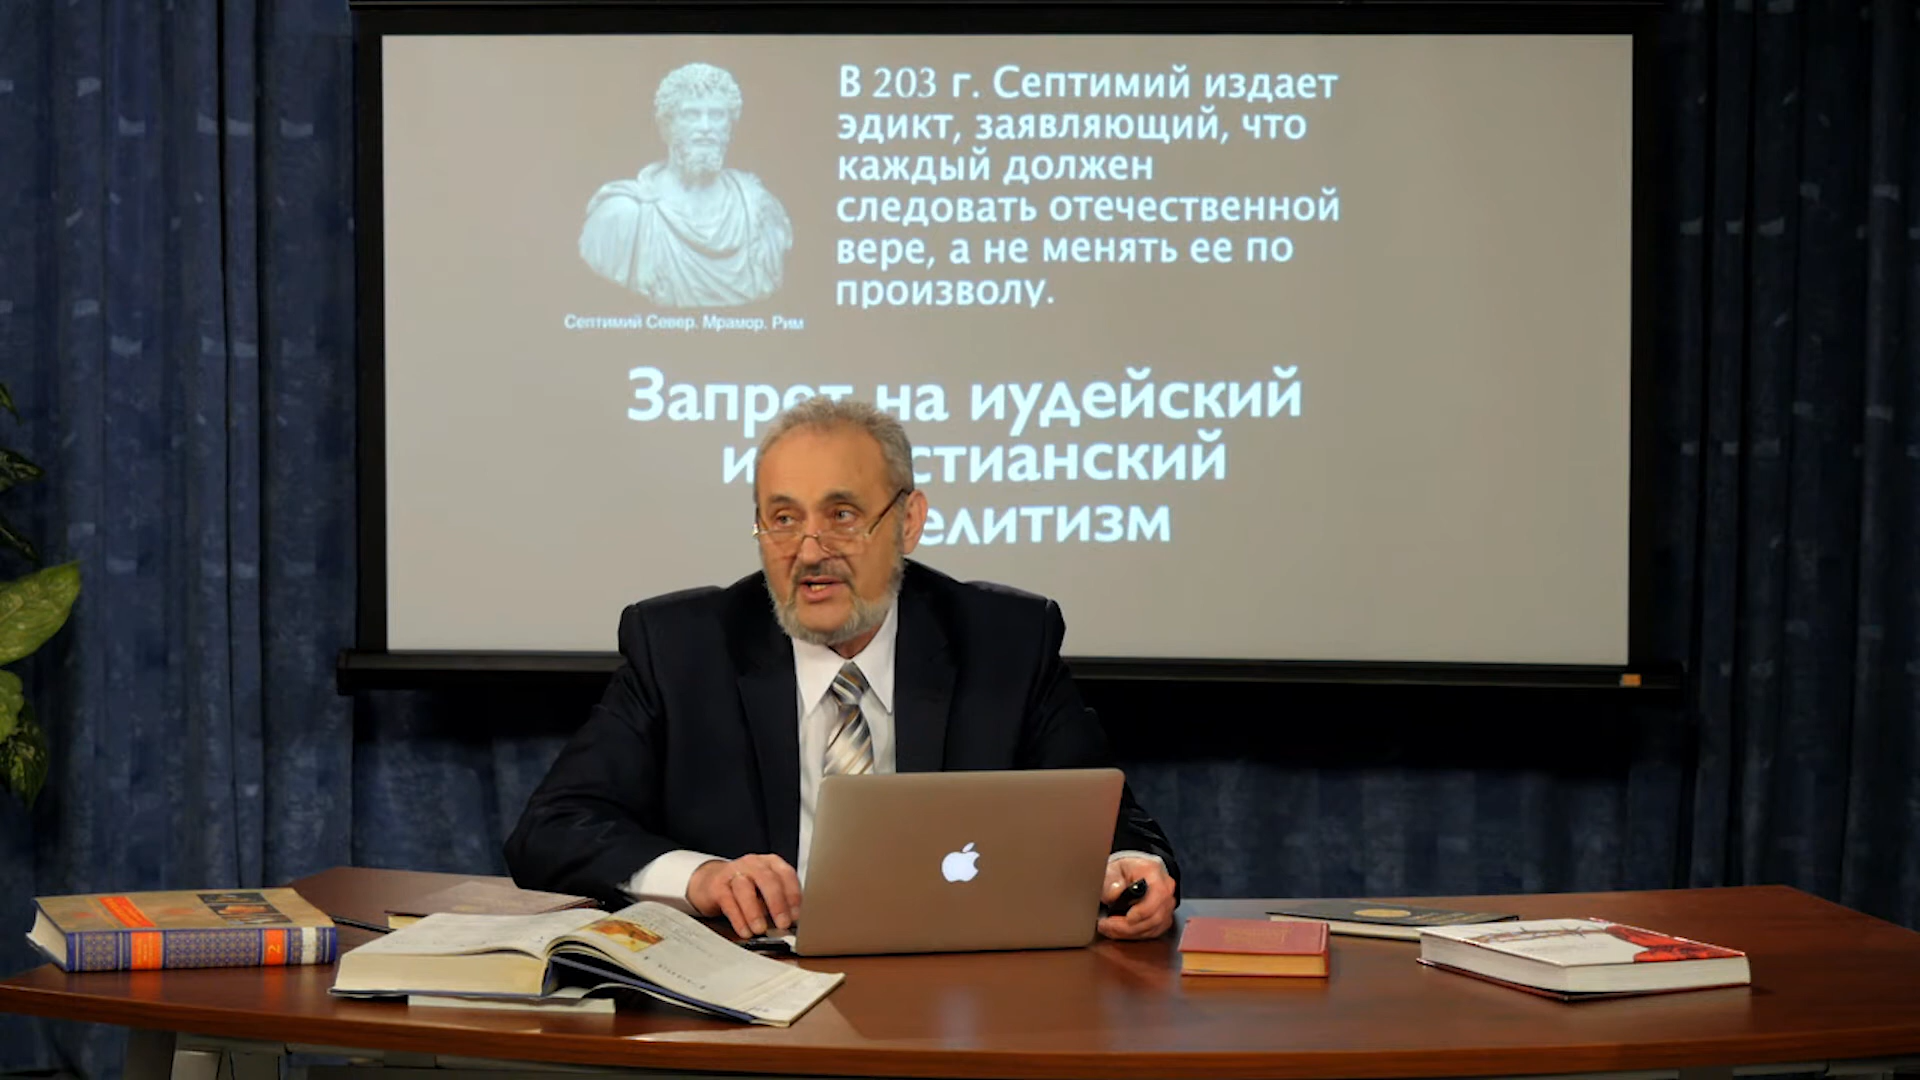 В 203 г. Септимий издает
эдикт, заявляющий, что
каждый должен
следовать отечественной
вере, а не менять ее по
произволу.
Септимий Север. Мрамор. Рим
Запрет на иудейский
стианский
елитизм
2